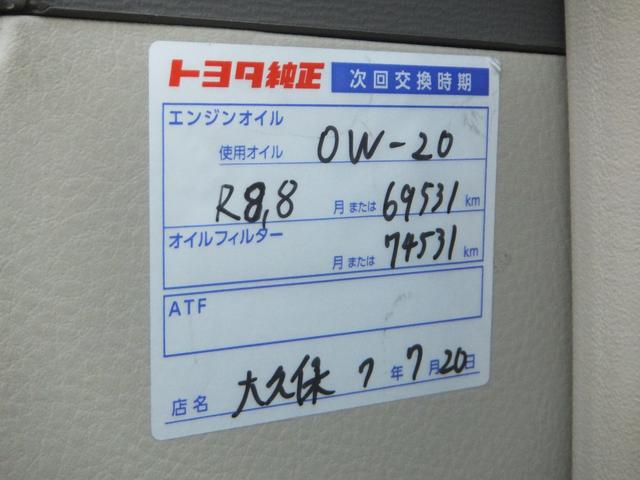 トヨタ純正 次回交換時期
エンジンオイル
使用オイル 0W-20
R8,8 月 または 69531 km
オイルフィルター
月 または 74531 km
ATF
店名 大久保 7年7月20日